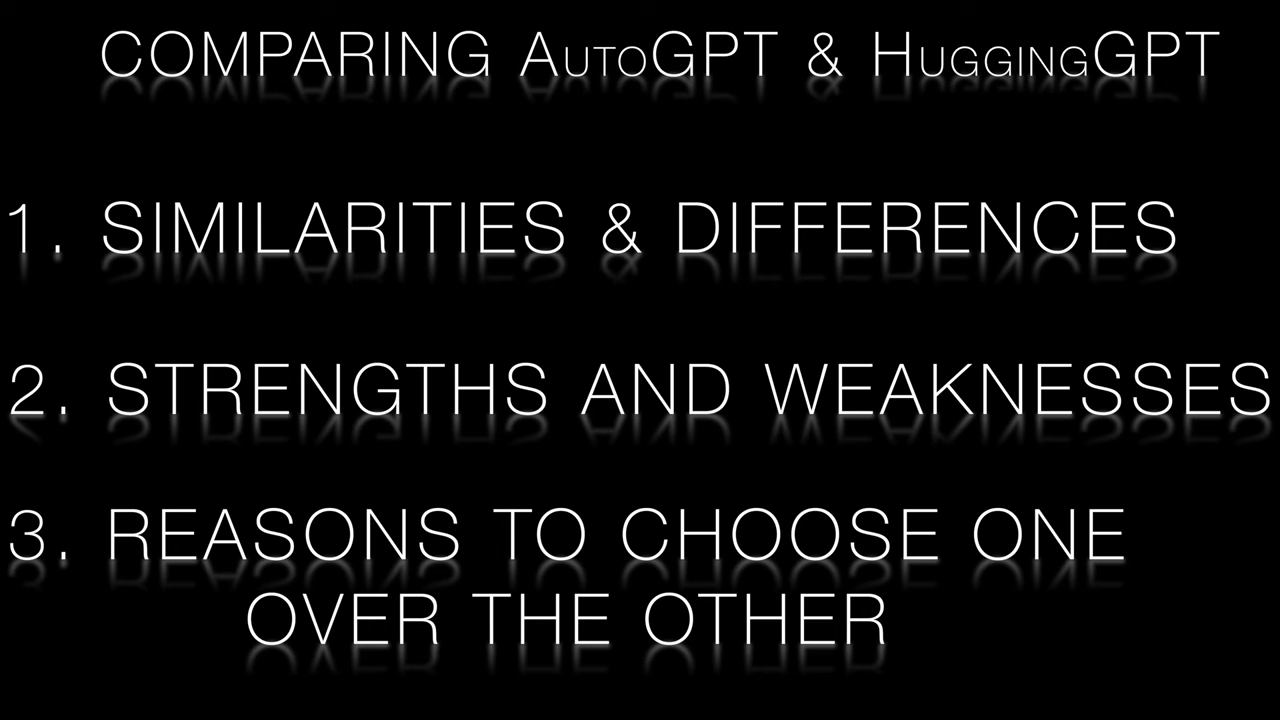 COMPARING AUTOGPT & HUGGINGGPT
1. SIMILARITIES & DIFFERENCES
2. STRENGTHS AND WEAKNESSES
3. REASONS TO CHOOSE ONE
OVER THE OTHER